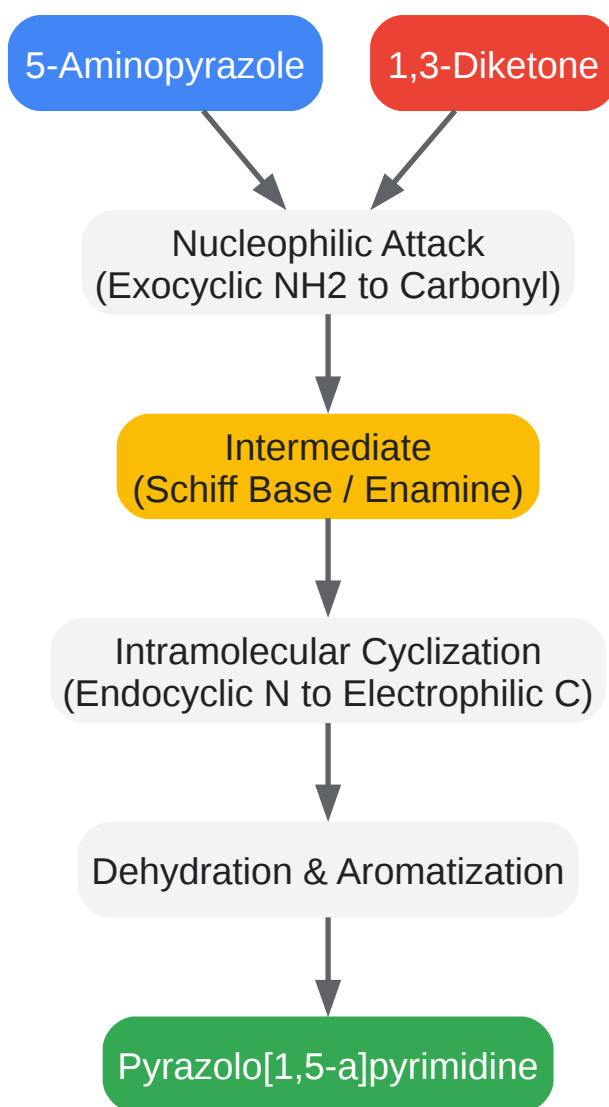 5-Aminopyrazole
1,3-Diketone
Nucleophilic Attack
(Exocyclic NH2 to Carbonyl)
Intermediate
(Schiff Base / Enamine)
Intramolecular Cyclization
(Endocyclic N to Electrophilic C)
Dehydration & Aromatization
Pyrazolo[1,5-a]pyrimidine